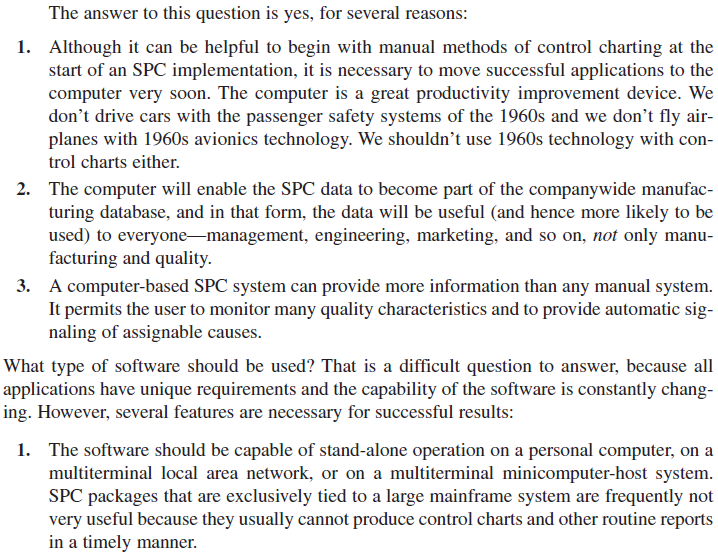 The answer to this question is yes, for several reasons:
1. Although it can be helpful to begin with manual methods of control charting at the
start of an SPC implementation, it is necessary to move successful applications to the
computer very soon. The computer is a great productivity improvement device. We
don’t drive cars with the passenger safety systems of the 1960s and we don’t fly air-
planes with 1960s avionics technology. We shouldn’t use 1960s technology with con-
trol charts either.
2. The computer will enable the SPC data to become part of the companywide manufac-
turing database, and in that form, the data will be useful (and hence more likely to be
used) to everyone—management, engineering, marketing, and so on, not only manu-
facturing and quality.
3. A computer-based SPC system can provide more information than any manual system.
It permits the user to monitor many quality characteristics and to provide automatic sig-
naling of assignable causes.
What type of software should be used? That is a difficult question to answer, because all
applications have unique requirements and the capability of the software is constantly chang-
ing. However, several features are necessary for successful results:
1. The software should be capable of stand-alone operation on a personal computer, on a
multiterminal local area network, or on a multiterminal minicomputer-host system.
SPC packages that are exclusively tied to a large mainframe system are frequently not
very useful because they usually cannot produce control charts and other routine reports
in a timely manner.